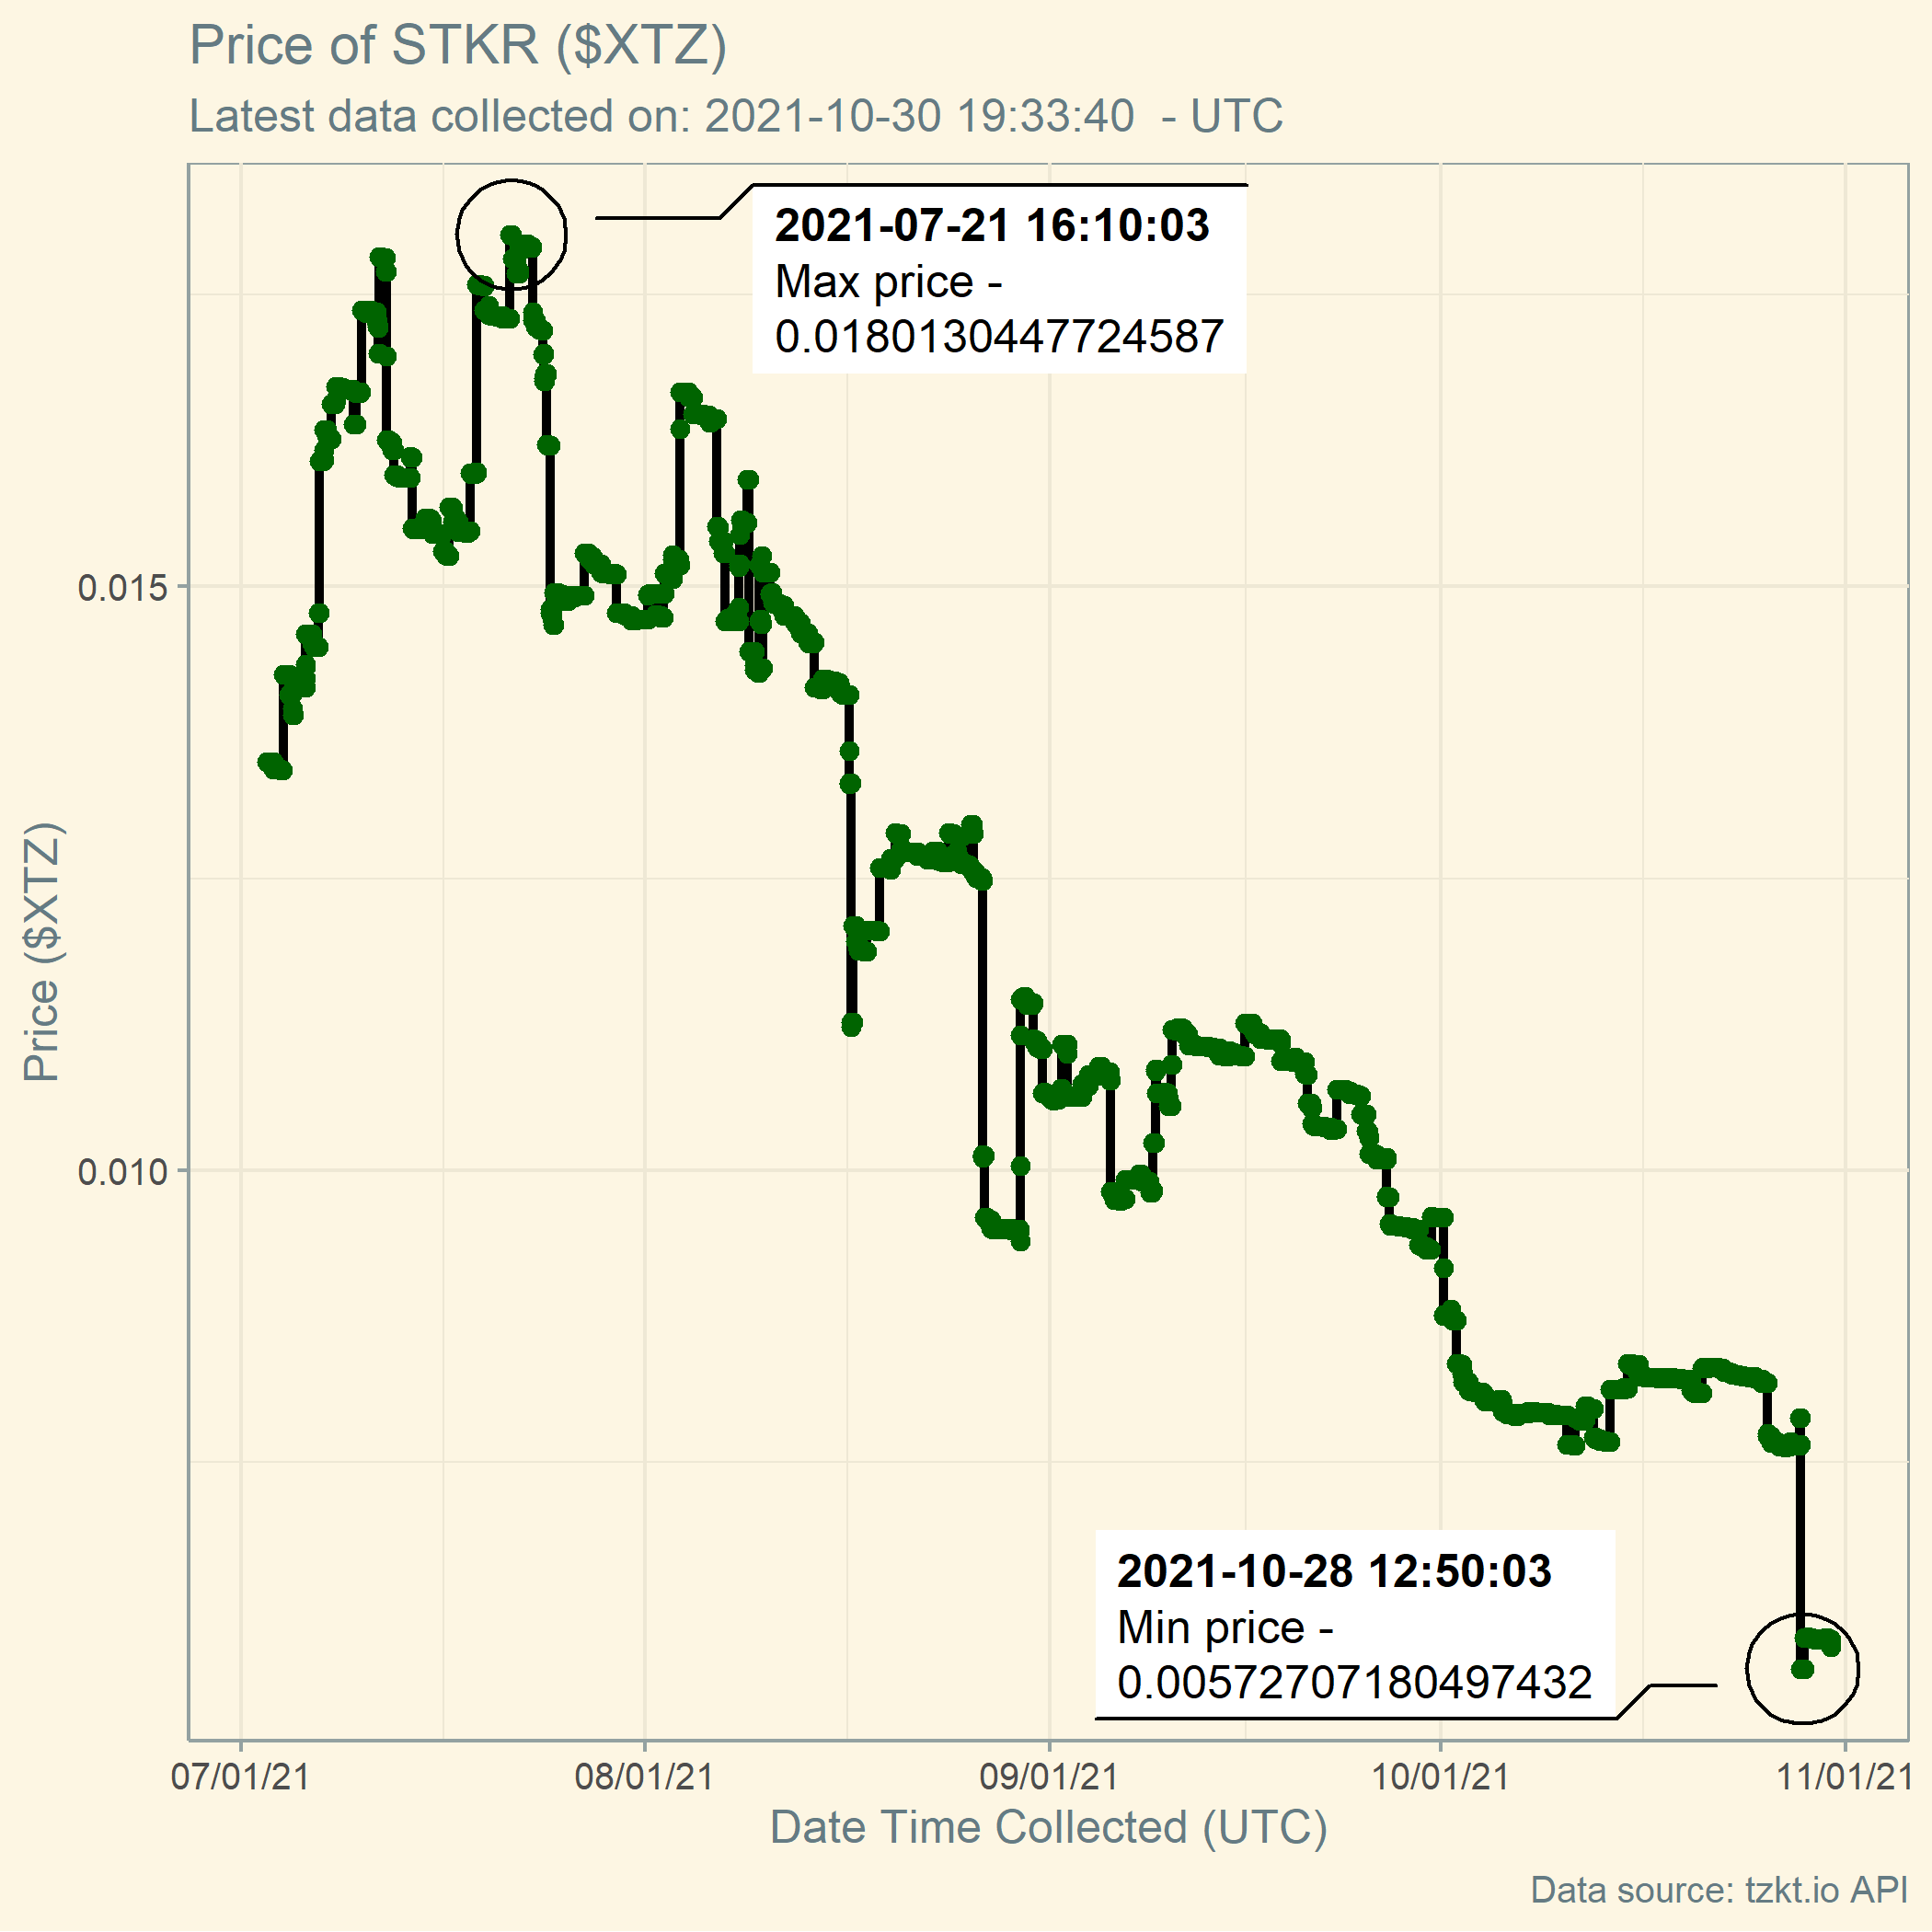 Price of STKR ($XTZ)
Latest data collected on: 2021-10-30 19:33:40  - UTC
2021-07-21 16:10:03
Max price -
0.0180130447724587
0.015
Price ($XTZ)
0.010
2021-10-28 12:50:03
Min price -
0.00572707180497432
07/01/21
08/01/21
09/01/21
10/01/21
11/01/21
Date Time Collected (UTC)
Data source: tzkt.io API